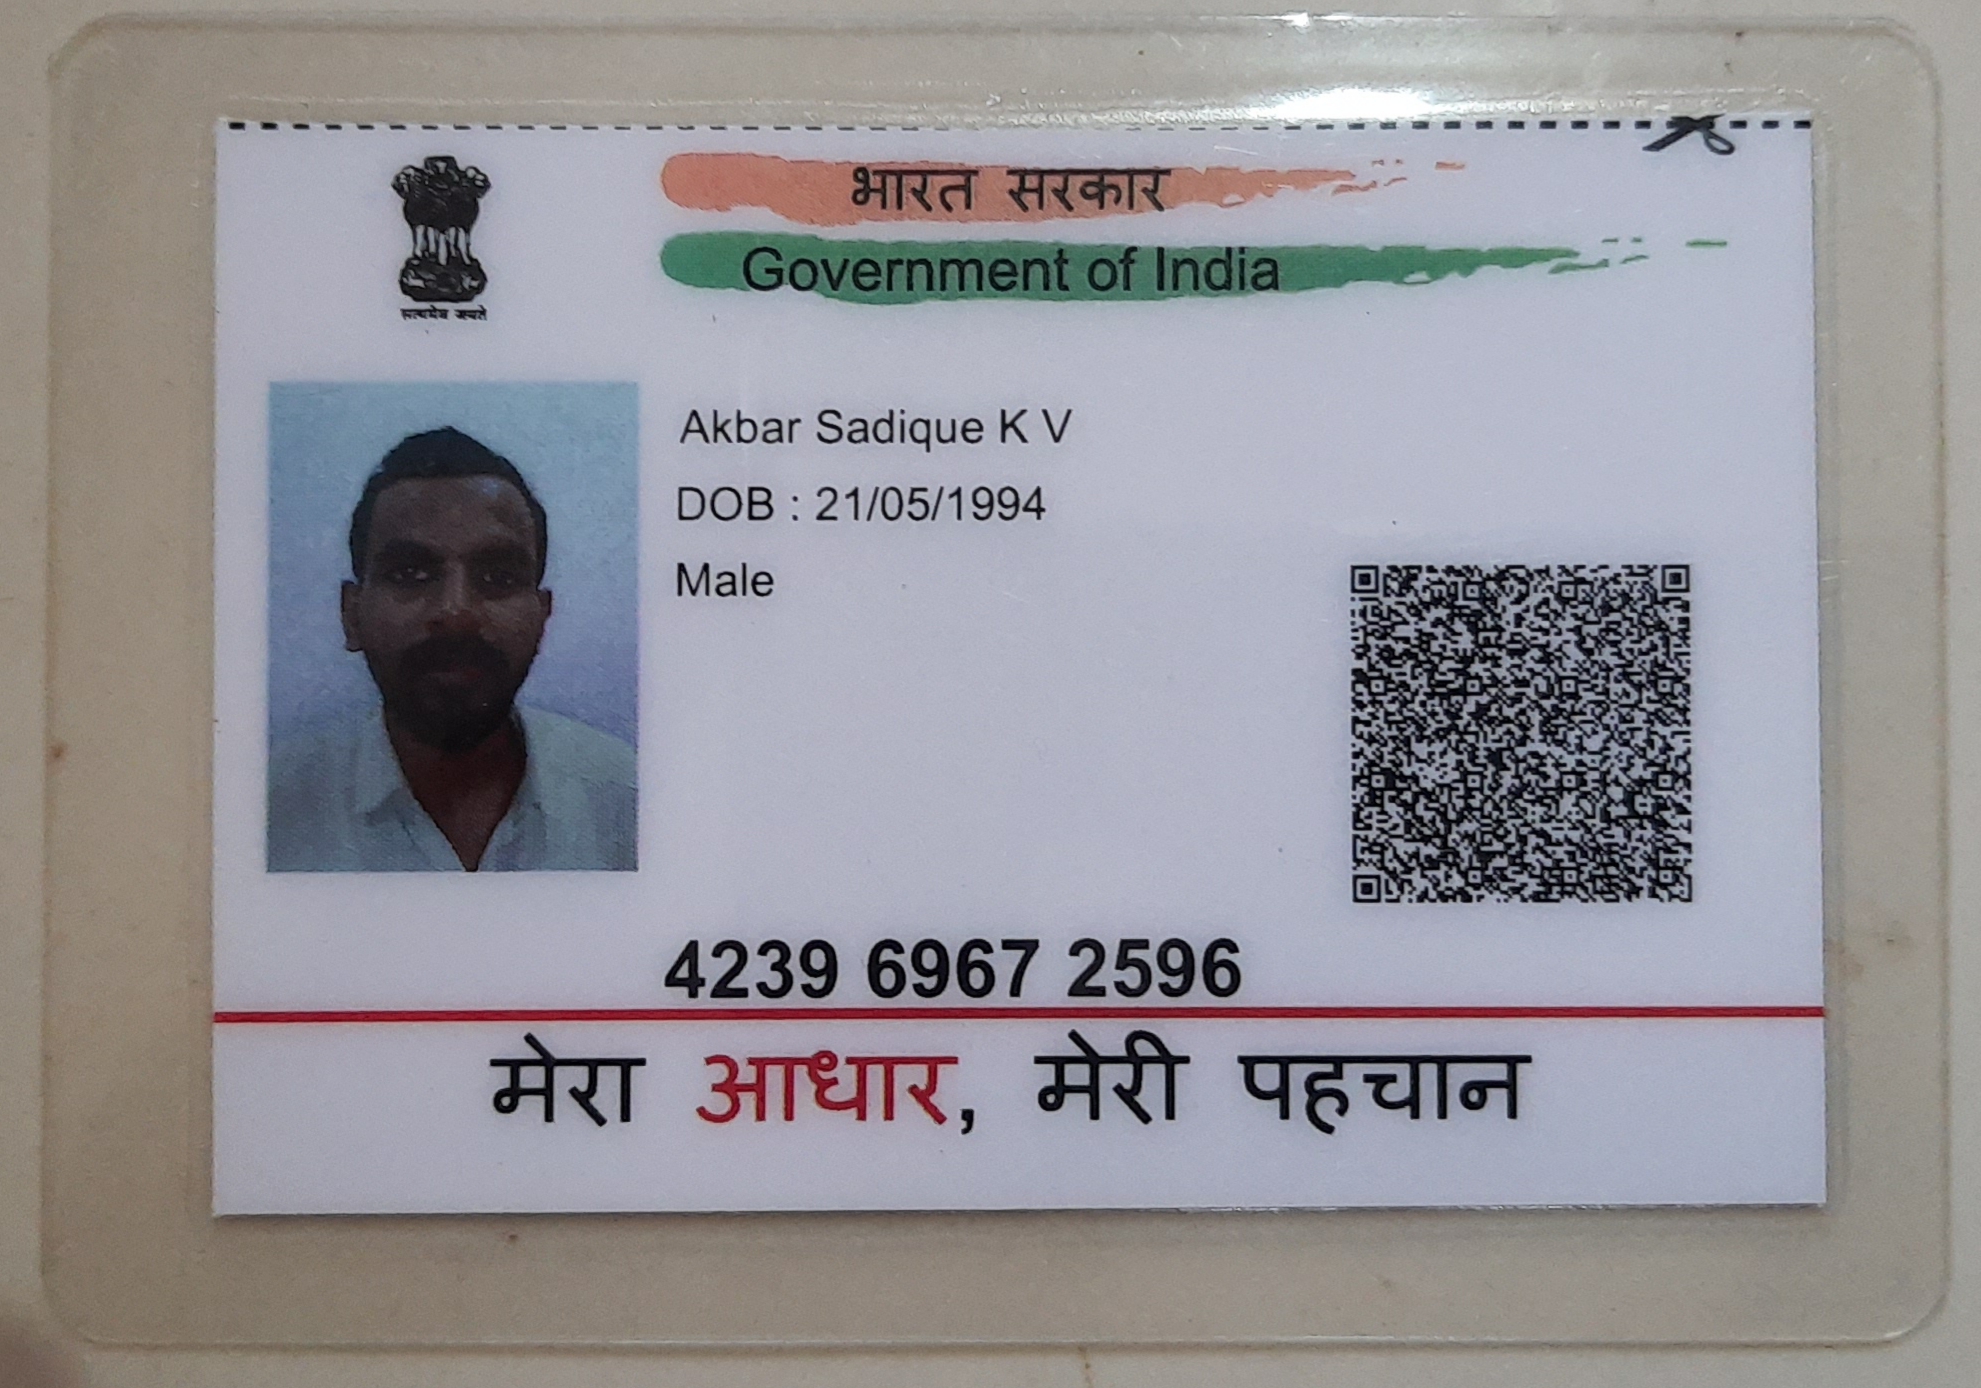 भारत सरकार
Government of India
सत्यमेव जयते
Akbar Sadique K V
DOB : 21/05/1994
Male
4239 6967 2596
मेरा आधार, मेरी पहचान